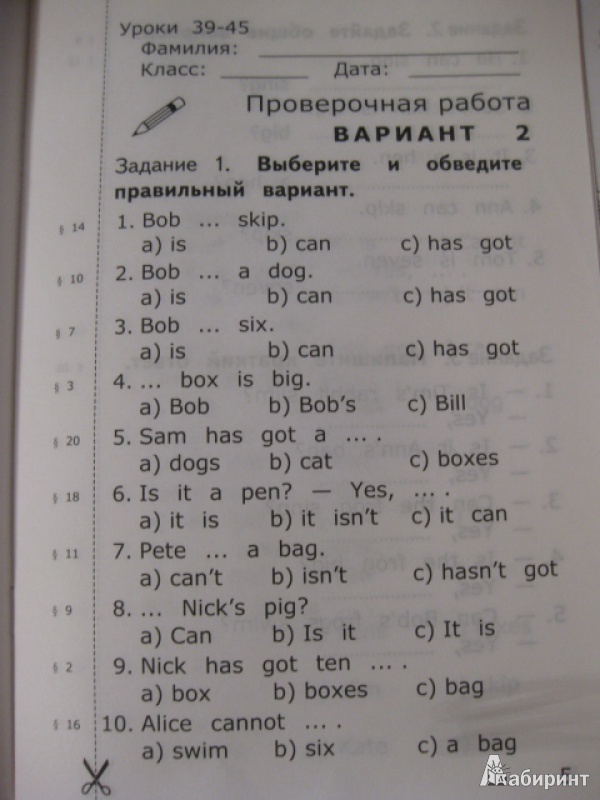 Уроки 39-45
Фамилия:
Класс: Дата:
Проверочная работа
ВАРИАНТ 2
Задание 1. Выберите и обведите
правильный вариант.
§ 14 1. Bob ... skip.
a) is b) can c) has got
§ 10 2. Bob ... a dog.
a) is b) can c) has got
§ 7 3. Bob ... six.
a) is b) can c) has got
§ 3 4. ... box is big.
a) Bob b) Bob's c) Bill
§ 20 5. Sam has got a ... .
a) dogs b) cat c) boxes
§ 18 6. Is it a pen? — Yes, ... .
a) it is b) it isn't c) it can
§ 11 7. Pete ... a bag.
a) can't b) isn't c) hasn't got
§ 9 8. ... Nick's pig?
a) Can b) Is it c) It is
§ 2 9. Nick has got ten ... .
a) box b) boxes c) bag
§ 16 10. Alice cannot ... .
a) swim b) six c) a bag
Лабиринт